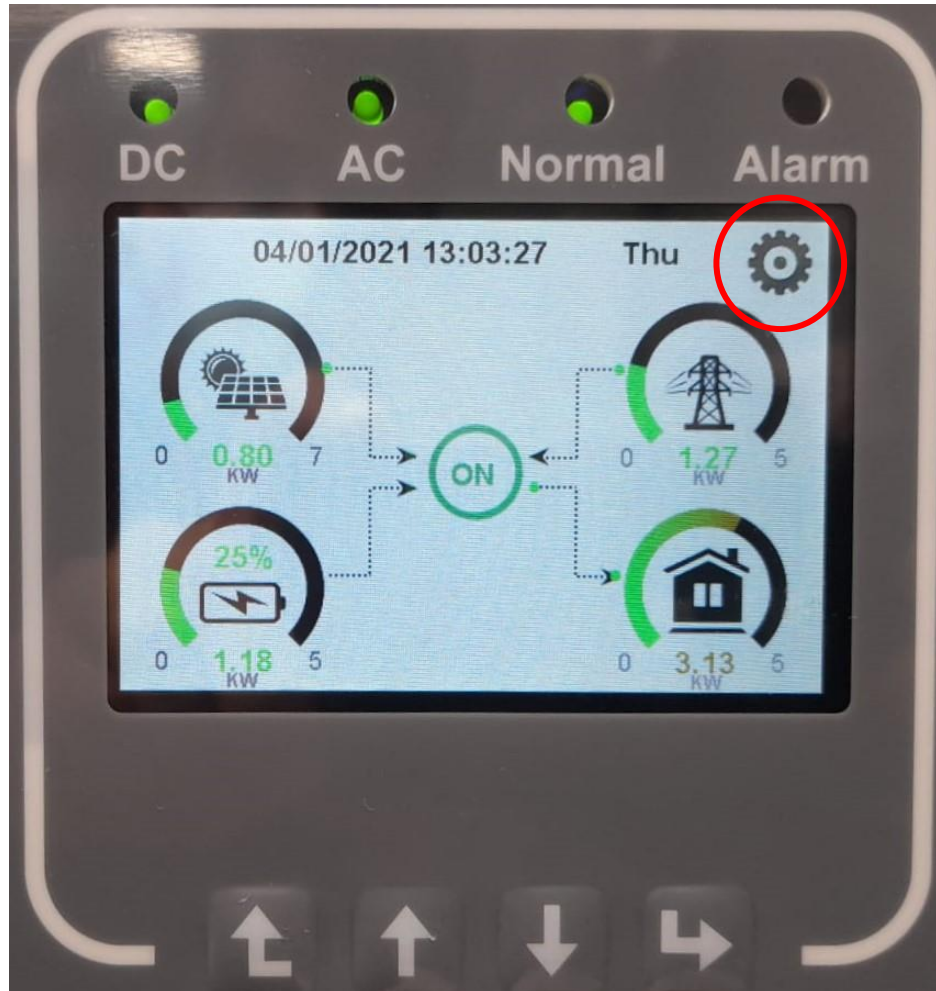 DC AC Normal Alarm
04/01/2021 13:03:27 Thu
0 0.80 7 0 1.27 5
KW KW
ON
25%
0 1.18 5 0 3.13 5
KW KW